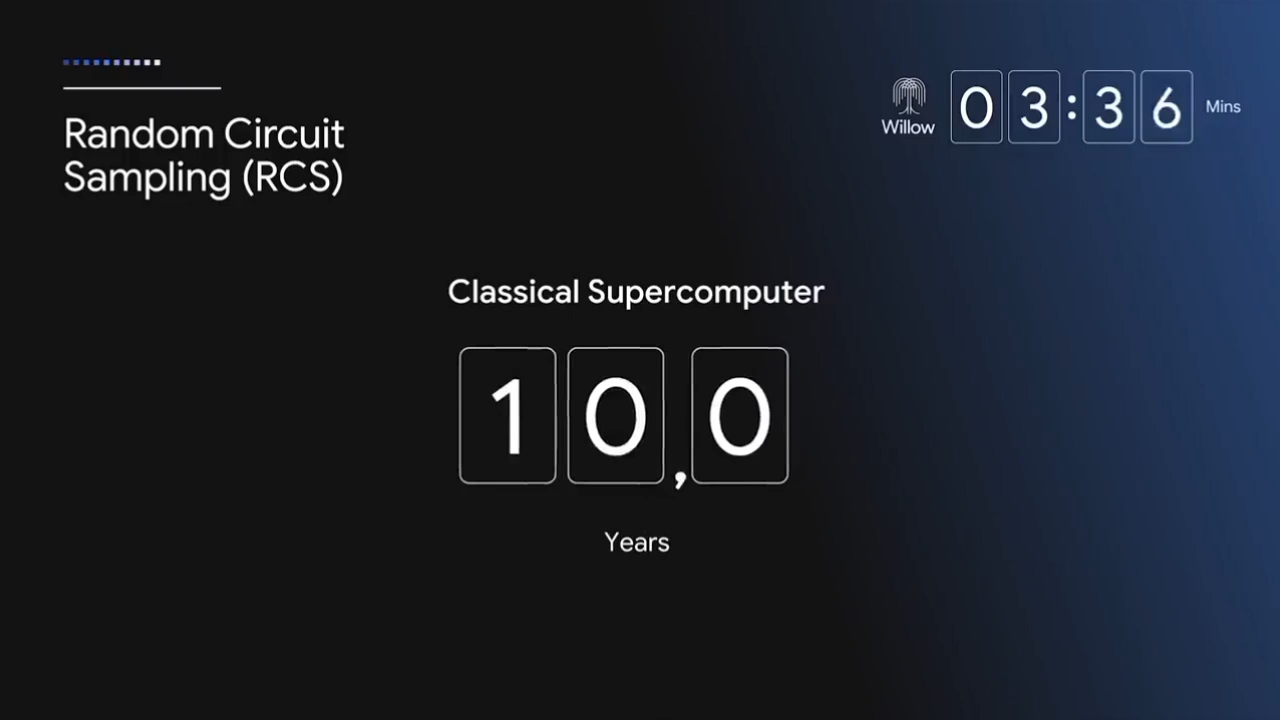 Random Circuit
Sampling (RCS)
Willow
03:36 Mins
Classical Supercomputer
10,0
Years